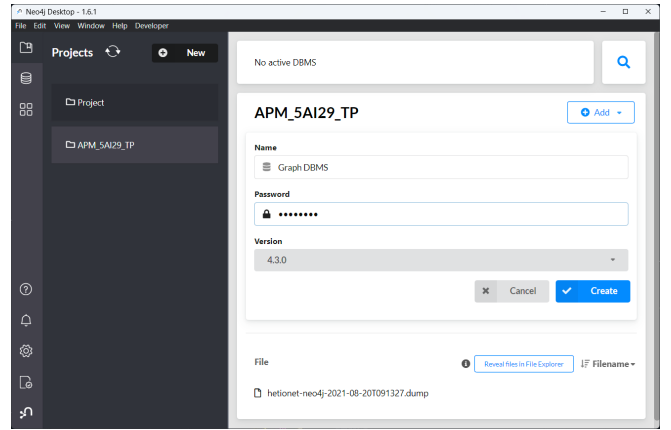 Neo4j Desktop - 1.6.1
File Edit View Window Help Developer
Projects
New
Project
APM_5AI29_TP
No active DBMS
APM_5AI29_TP
Add
Name
Graph DBMS
Password
Version
4.3.0
Cancel
Create
File
Reveal files in File Explorer
Filename
hetionet-neo4j-2021-08-20T091327.dump